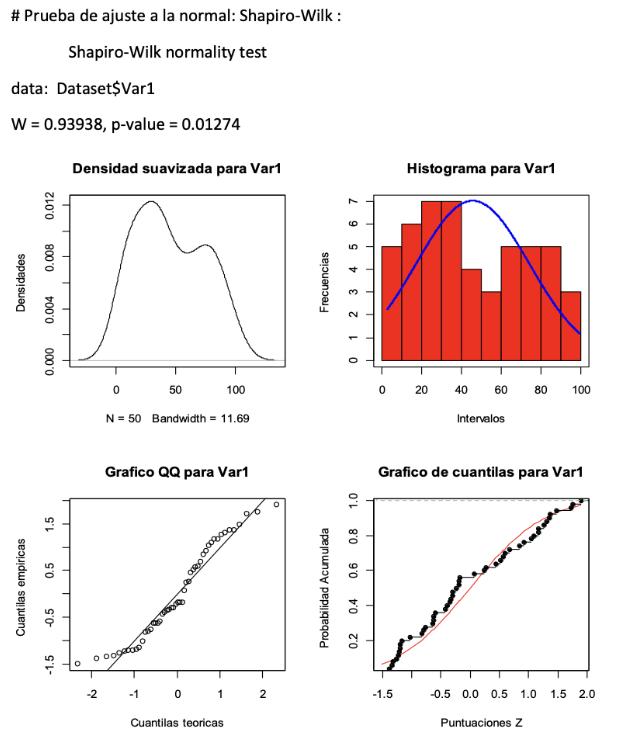 # Prueba de ajuste a la normal: Shapiro-Wilk :
Shapiro-Wilk normality test
data: Dataset$Var1
W = 0.93938, p-value = 0.01274
Densidad suavizada para Var1
Densidades
0.000 0.004 0.008 0.012
0 50 100
N = 50 Bandwidth = 11.69
Histograma para Var1
Frecuencias
0 1 2 3 4 5 6 7
0 20 40 60 80 100
Intervalos
Grafico QQ para Var1
Cuantilas empiricas
-1.5 -0.5 0.5 1.5
-2 -1 0 1 2
Cuantilas teoricas
Grafico de cuantilas para Var1
Probabilidad Acumulada
0.2 0.4 0.6 0.8 1.0
-1.5 -0.5 0.0 0.5 1.0 1.5 2.0
Puntuaciones Z